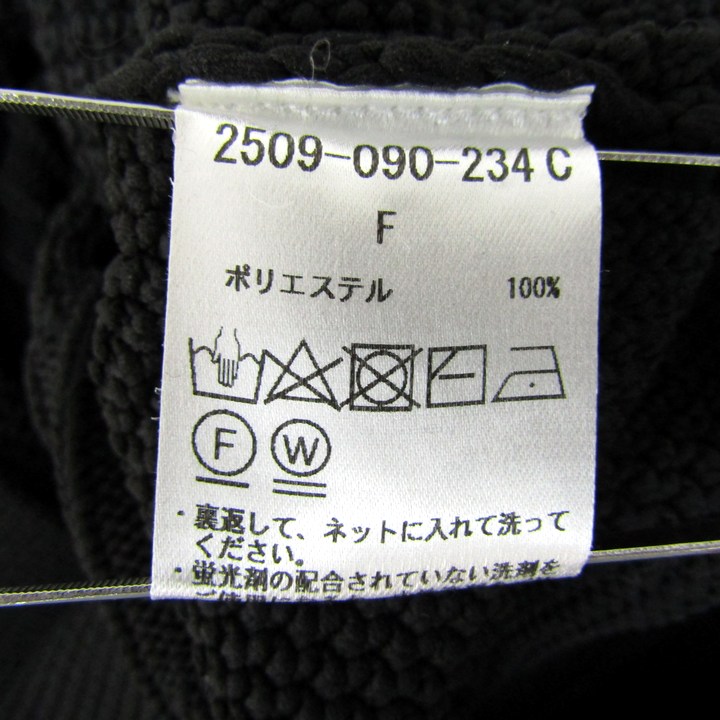 2509-090-234 C
F
ポリエステル 100%
F W
・裏返して、ネットに入れて洗って
ください。
・蛍光剤の配合されていない洗剤を